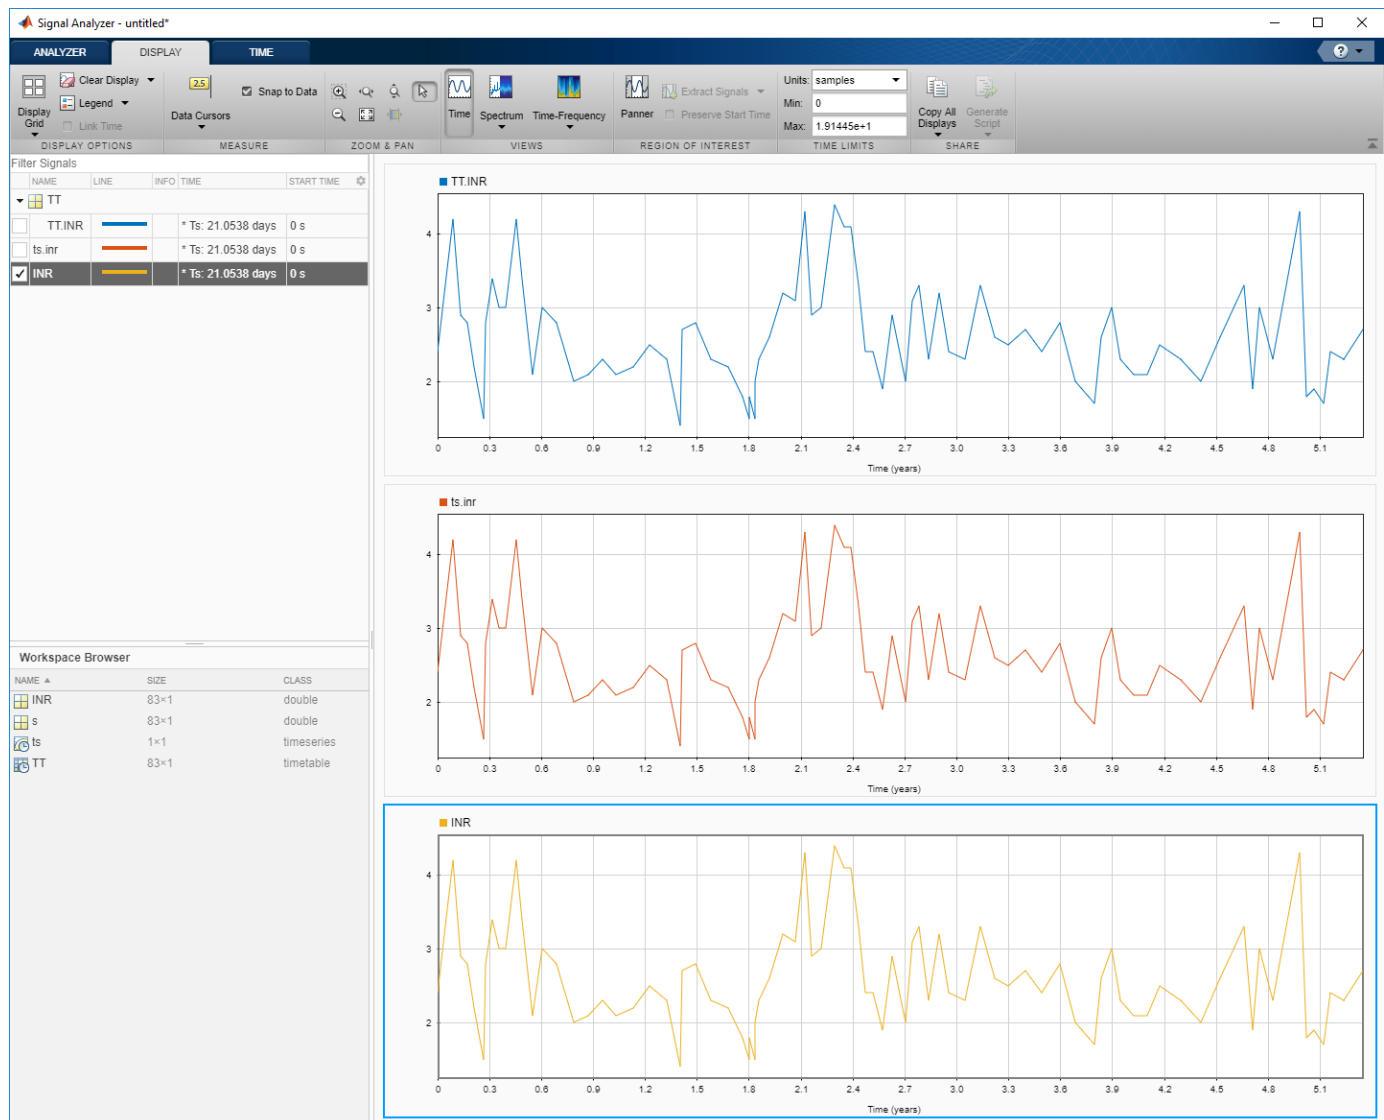 Signal Analyzer - untitled*
ANALYZER DISPLAY TIME ?
Display Grid
Clear Display
Legend
Link Time
2.5
Data Cursors
Snap to Data
Time
Spectrum
Time-Frequency
Panner
Extract Signals
Preserve Start Time
Units: samples
Min: 0
Max: 1.91445e+1
Copy All Displays
Generate Script
DISPLAY OPTIONS MEASURE ZOOM & PAN VIEWS REGION OF INTEREST TIME LIMITS SHARE
Filter Signals
NAME LINE INFO TIME START TIME
TT
TT.INR * Ts: 21.0538 days 0 s
ts.inr * Ts: 21.0538 days 0 s
INR * Ts: 21.0538 days 0 s
Workspace Browser
NAME SIZE CLASS
INR 83×1 double
s 83×1 double
ts 1×1 timeseries
TT 83×1 timetable
TT.INR
4
3
2
0 0.3 0.6 0.9 1.2 1.5 1.8 2.1 2.4 2.7 3.0 3.3 3.6 3.9 4.2 4.5 4.8 5.1
Time (years)
ts.inr
4
3
2
0 0.3 0.6 0.9 1.2 1.5 1.8 2.1 2.4 2.7 3.0 3.3 3.6 3.9 4.2 4.5 4.8 5.1
Time (years)
INR
4
3
2
0 0.3 0.6 0.9 1.2 1.5 1.8 2.1 2.4 2.7 3.0 3.3 3.6 3.9 4.2 4.5 4.8 5.1
Time (years)